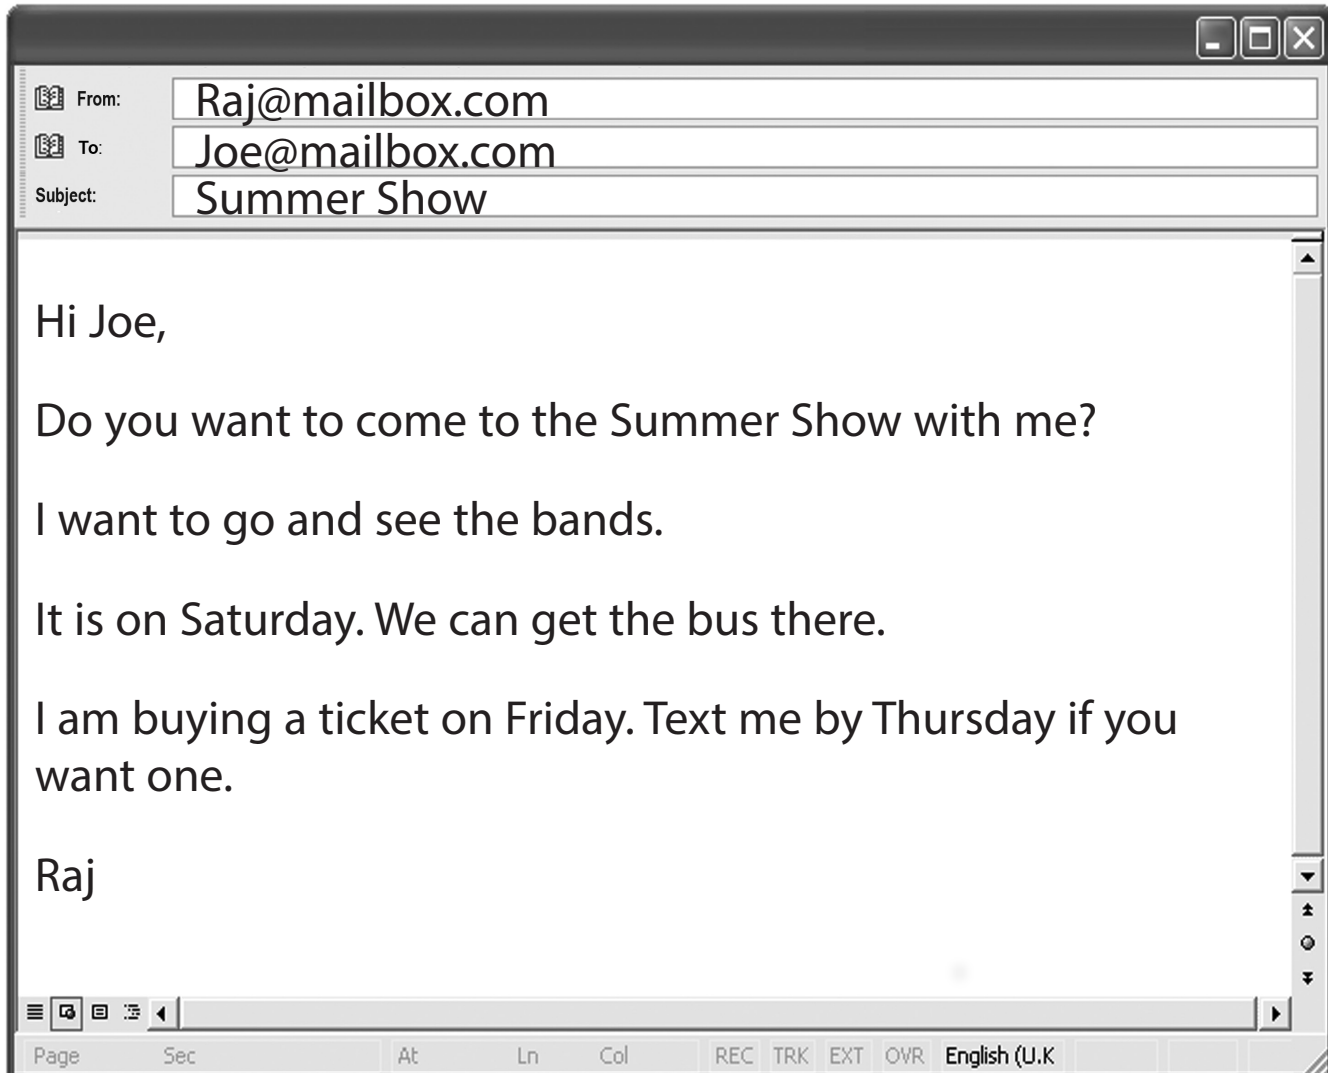 From: Raj@mailbox.com
To: Joe@mailbox.com
Subject: Summer Show
Hi Joe,
Do you want to come to the Summer Show with me?
I want to go and see the bands.
It is on Saturday. We can get the bus there.
I am buying a ticket on Friday. Text me by Thursday if you
want one.
Raj
Page Sec At Ln Col REC TRK EXT OVR English (U.K